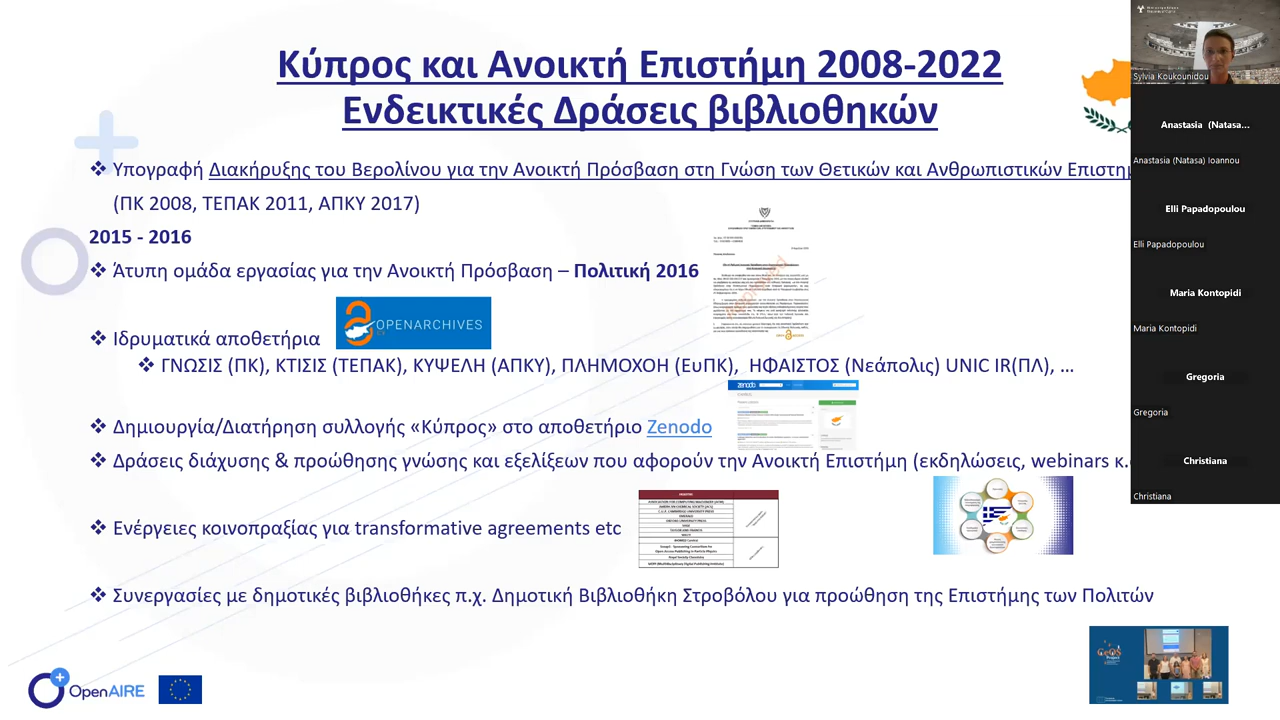 Κύπρος και Ανοικτή Επιστήμη 2008-2022
Ενδεικτικές Δράσεις βιβλιοθηκών
❖ Υπογραφή Διακήρυξης του Βερολίνου για την Ανοικτή Πρόσβαση στη Γνώση των Θετικών και Ανθρωπιστικών
(ΠΚ 2008, ΤΕΠΑΚ 2011, ΑΠΚΥ 2017)
2015 - 2016
❖ Άτυπη ομάδα εργασίας για την Ανοικτή Πρόσβαση – Πολιτική 2016
❖ Ιδρυματικά αποθετήρια
OPENARCHIVES
❖ ΓΝΩΣΙΣ (ΠΚ), ΚΤΙΣΙΣ (ΤΕΠΑΚ), ΚΥΨΕΛΗ (ΑΠΚΥ), ΠΛΗΜΟΧΟΗ (ΕυΠΚ), ΗΦΑΙΣΤΟΣ (Νεάπολις) UNIC IR(ΠΛ), …
zenodo
❖ Δημιουργία/Διατήρηση συλλογής «Κύπρος» στο αποθετήριο Zenodo
❖ Δράσεις διάχυσης & προώθησης γνώσης και εξελίξεων που αφορούν την Ανοικτή Επιστήμη (εκδηλώσεις, webinars
❖ Ενέργειες κοινοπραξίας για transformative agreements etc
❖ Συνεργασίες με δημοτικές βιβλιοθήκες π.χ. Δημοτική Βιβλιοθήκη Στροβόλου για προώθηση της Επιστήμης των Πολιτών
OpenAIRE
Sylvia Koukounidou
Anastasia (Natasa...
Anastasia (Natasa) Ioannou
Elli Papadopoulou
Elli Papadopoulou
Maria Kontopidi
Maria Kontopidi
Gregoria
Gregoria
Christiana
Christiana